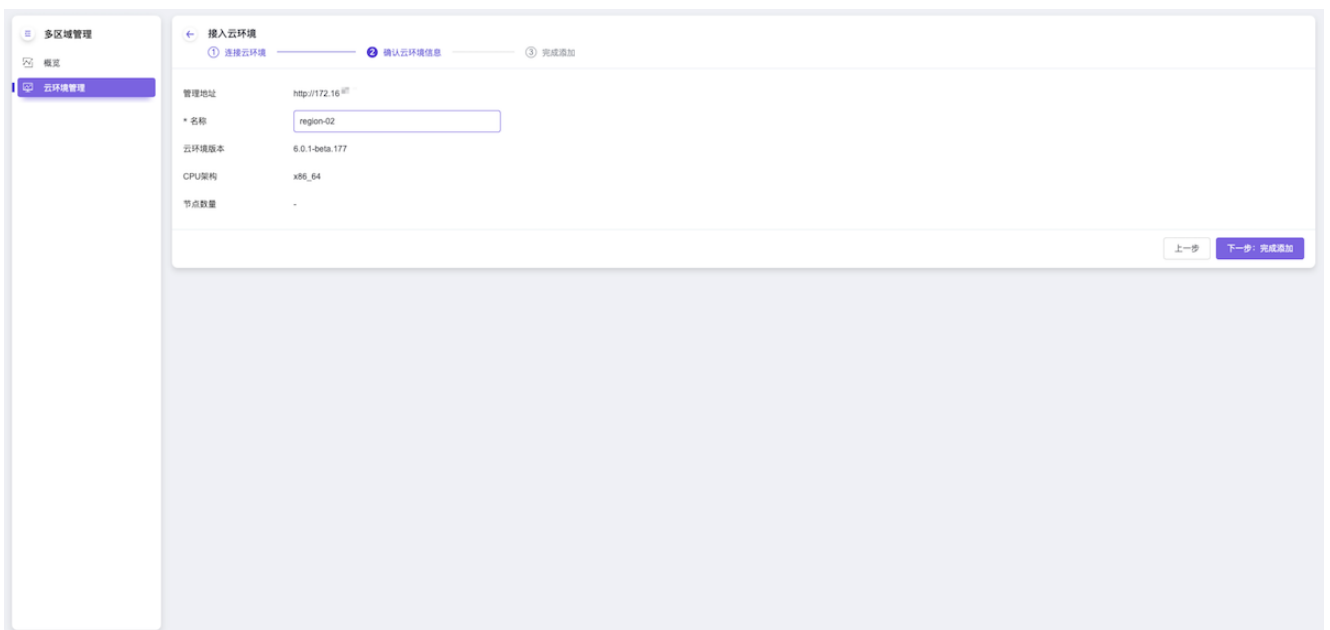 多区域管理
概览
云环境管理
接入云环境
1 连接云环境
2 确认云环境信息
3 完成添加
管理地址 http://172.16
* 名称 region-02
云环境版本 6.0.1-beta.177
CPU架构 x86_64
节点数量 -
上一步 下一步：完成添加